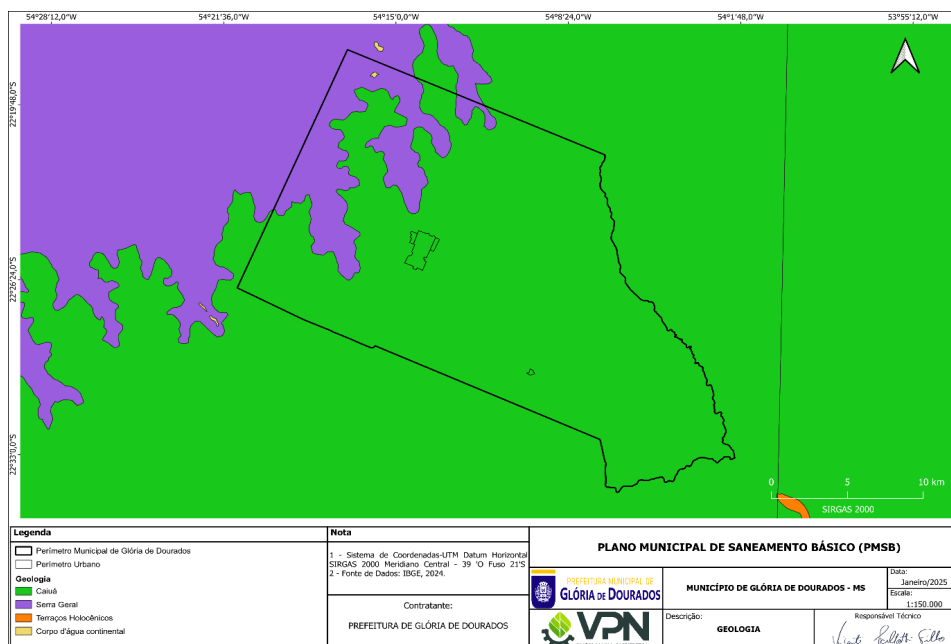 54°28'12,0"W 54°21'36,0"W 54°15'0,0"W 54°8'24,0"W 54°1'48,0"W 53°55'12,0"W
22°19'48,0"S
22°26'24,0"S
22°33'0,0"S
0 5 10 km
SIRGAS 2000
Legenda
Perímetro Municipal de Glória de Dourados
Perímetro Urbano
Geologia
Caiuá
Serra Geral
Terraços Holocênicos
Corpo d'água continental
Nota
1 - Sistema de Coordenadas-UTM Datum Horizontal
SIRGAS 2000 Meridiano Central - 39 'O Fuso 21'S
2 - Fonte de Dados: IBGE, 2024.
Contratante:
PREFEITURA DE GLÓRIA DE DOURADOS
PLANO MUNICIPAL DE SANEAMENTO BÁSICO (PMSB)
PREFEITURA MUNICIPAL DE
GLÓRIA DE DOURADOS
MUNICÍPIO DE GLÓRIA DE DOURADOS - MS
Data:
Janeiro/2025
Escala:
1:150.000
VPN
Descrição:
GEOLOGIA
Responsável Técnico